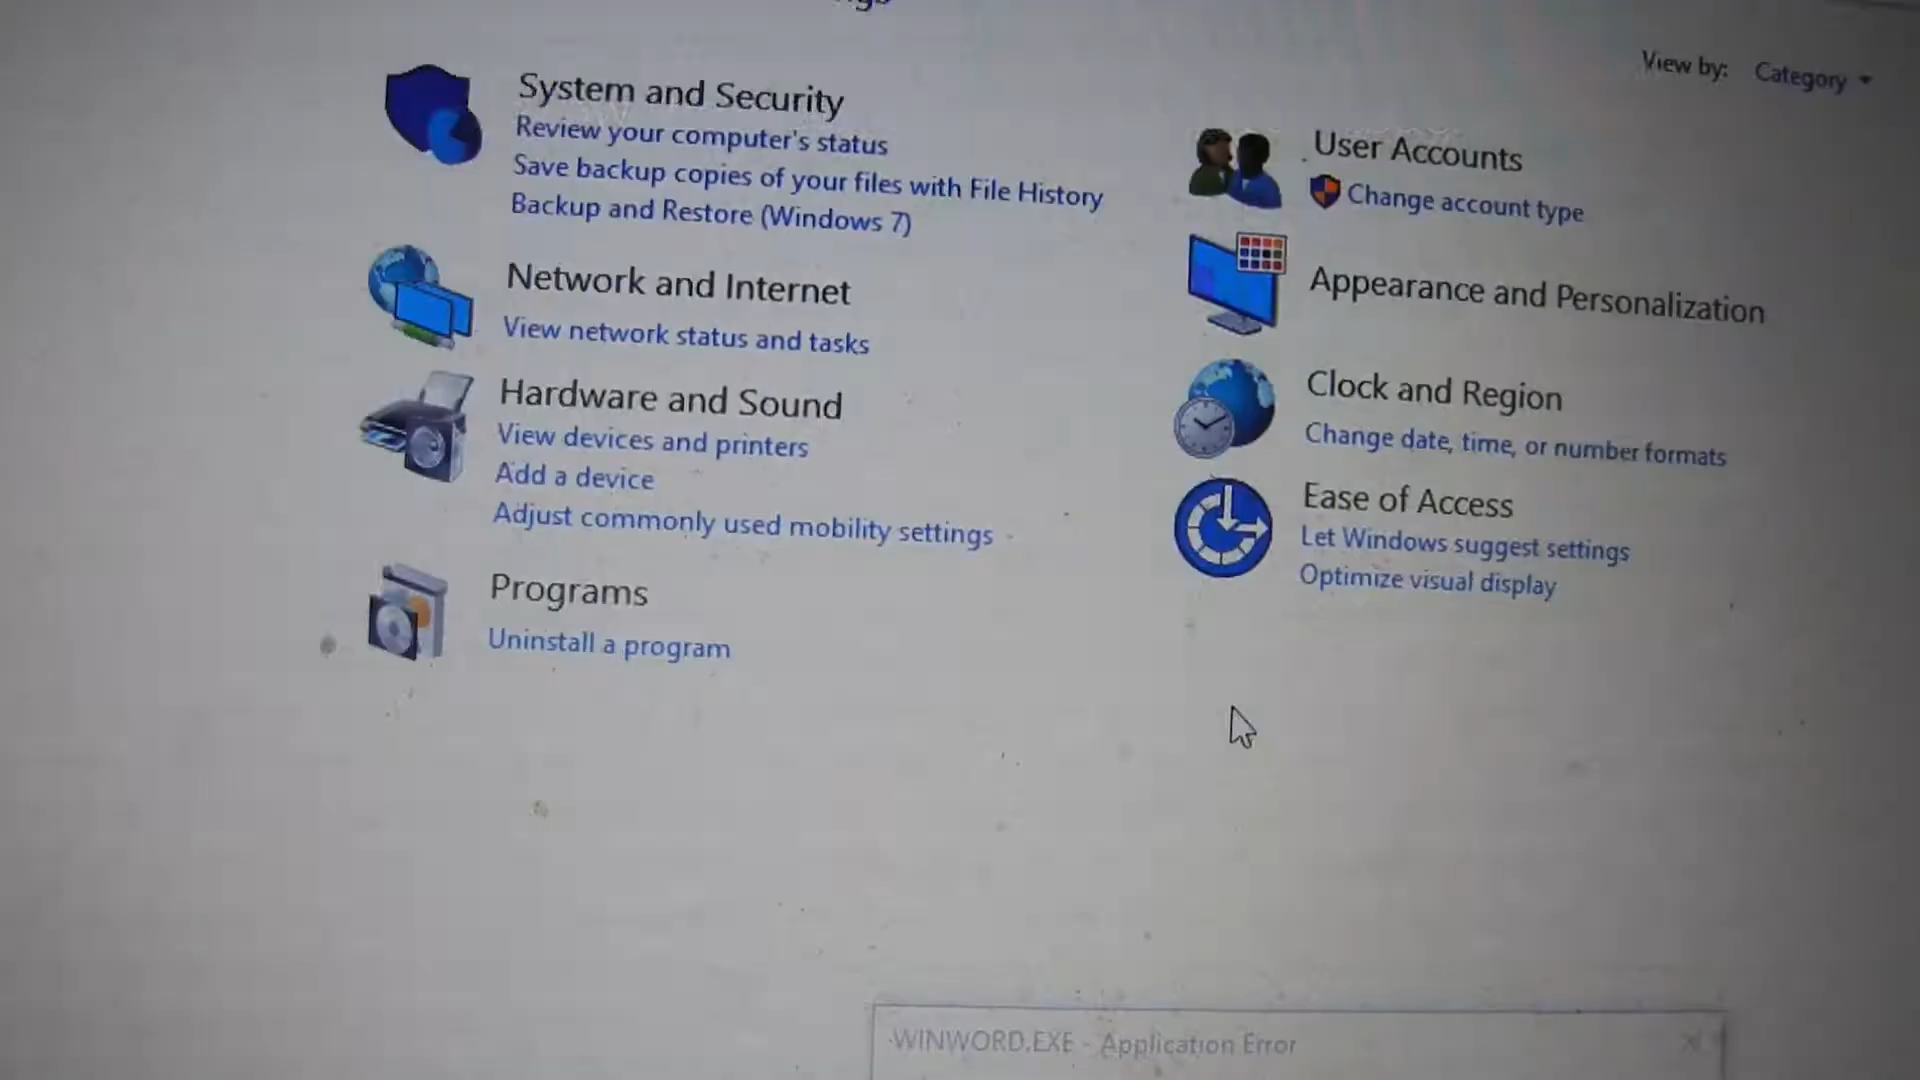 View by: Category
System and Security
Review your computer's status
Save backup copies of your files with File History
Backup and Restore (Windows 7)
Network and Internet
View network status and tasks
Hardware and Sound
View devices and printers
Add a device
Adjust commonly used mobility settings
Programs
Uninstall a program
User Accounts
Change account type
Appearance and Personalization
Clock and Region
Change date, time, or number formats
Ease of Access
Let Windows suggest settings
Optimize visual display
WINWORD.EXE - Application Error